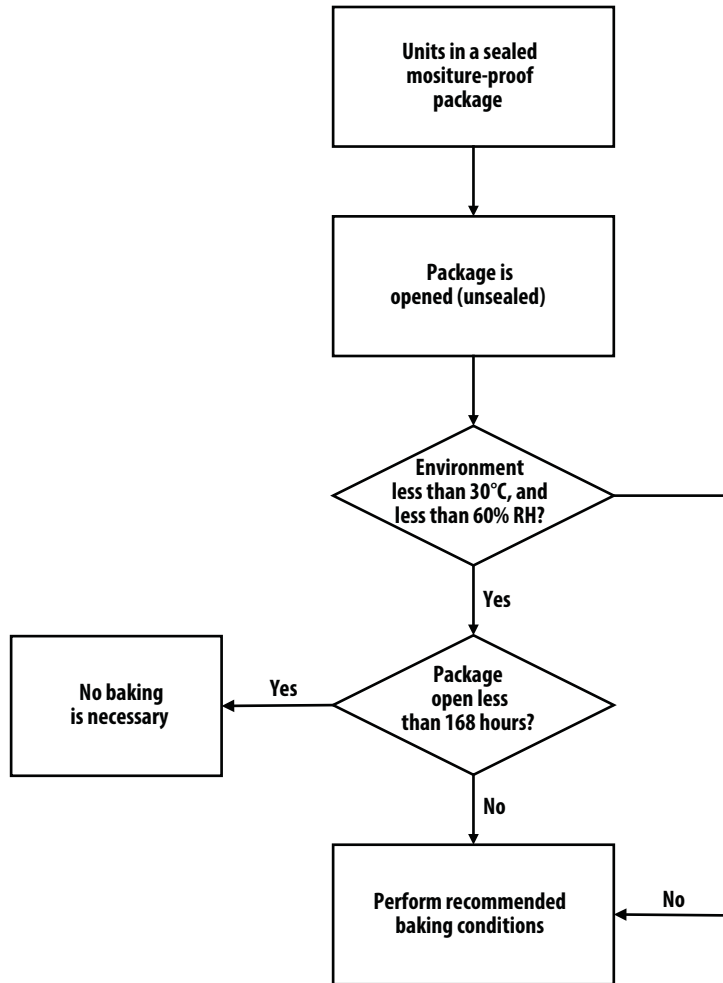 Units in a sealed
mositure-proof
package
Package is
opened (unsealed)
Environment
less than 30°C, and
less than 60% RH?
Yes
Package
open less
than 168 hours?
Yes
No baking
is necessary
No
Perform recommended
baking conditions
No